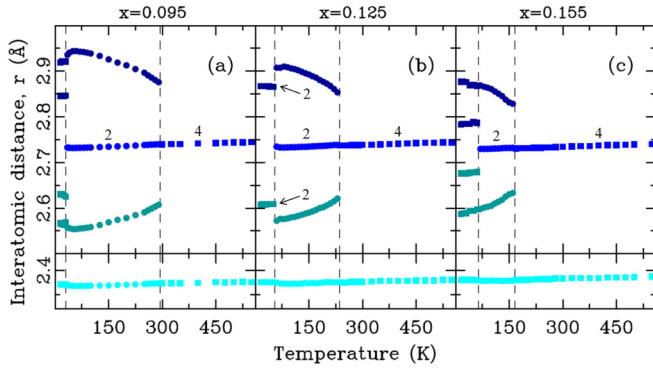 x=0.095 x=0.125 x=0.155
Interatomic distance, r (Å)
2.9
2.8
2.7
2.6
2.4
(a) (b) (c)
2 4 2 4 2 4
2
2
150 300 450 150 300 450 150 300 450
Temperature (K)